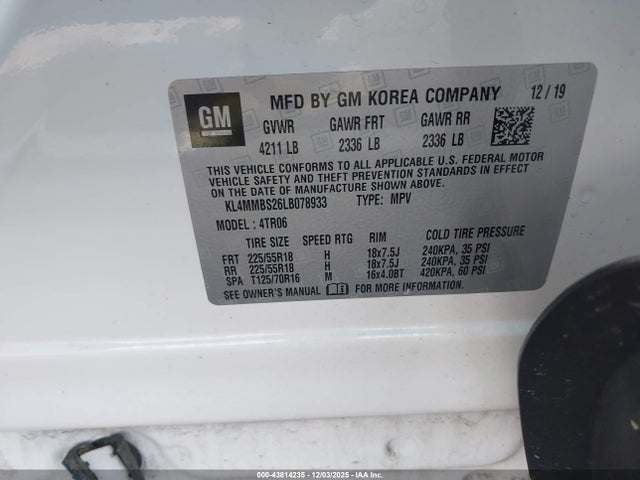 GM
MFD BY GM KOREA COMPANY 12/19
GVWR GAWR FRT GAWR RR
4211 LB 2336 LB 2336 LB
THIS VEHICLE CONFORMS TO ALL APPLICABLE U.S. FEDERAL MOTOR
VEHICLE SAFETY AND THEFT PREVENTION STANDARDS IN EFFECT
ON THE DATE OF MANUFACTURE SHOWN ABOVE.
KL4MMBS26LB078933 TYPE: MPV
MODEL : 4TR06
TIRE SIZE SPEED RTG RIM COLD TIRE PRESSURE
FRT 225/55R18 H 18x7.5J 240KPA, 35 PSI
RR 225/55R18 H 18x7.5J 240KPA, 35 PSI
SPA T125/70R16 M 16x4.0BT 420KPA, 60 PSI
SEE OWNER'S MANUAL FOR MORE INFORMATION
000-43814235 - 12/03/2025 - IAAI.COM